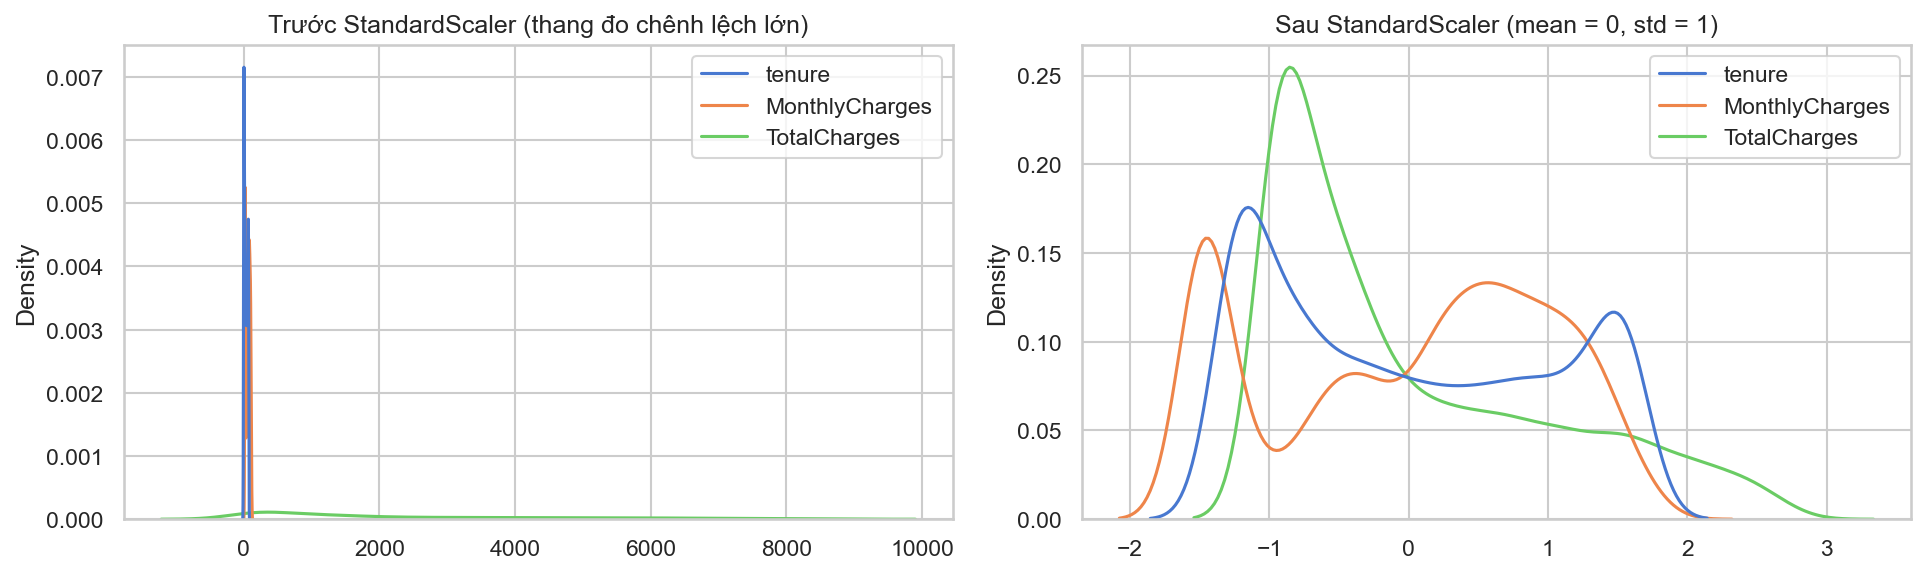 Trước StandardScaler (thang đo chênh lệch lớn)
Density
0.007
0.006
0.005
0.004
0.003
0.002
0.001
0.000
0
2000
4000
6000
8000
10000
tenure
MonthlyCharges
TotalCharges
Sau StandardScaler (mean = 0, std = 1)
Density
0.25
0.20
0.15
0.10
0.05
0.00
−2
−1
0
1
2
3
tenure
MonthlyCharges
TotalCharges